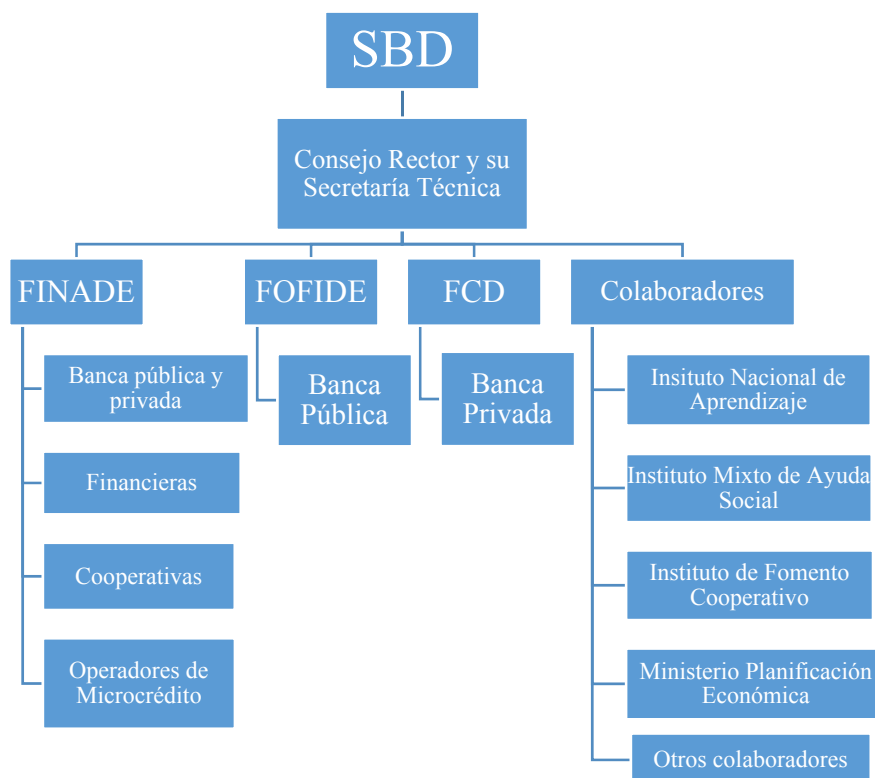 SBD
Consejo Rector y su
Secretaría Técnica
FINADE
FOFIDE
FCD
Colaboradores
Banca pública y
privada
Financieras
Cooperativas
Operadores de
Microcrédito
Banca
Pública
Banca
Privada
Insituto Nacional de
Aprendizaje
Instituto Mixto de Ayuda
Social
Instituto de Fomento
Cooperativo
Ministerio Planificación
Económica
Otros colaboradores